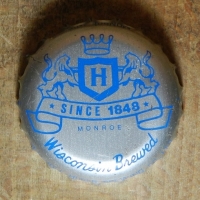 H
SINCE 1848
MONROE
Wisconsin Brewed